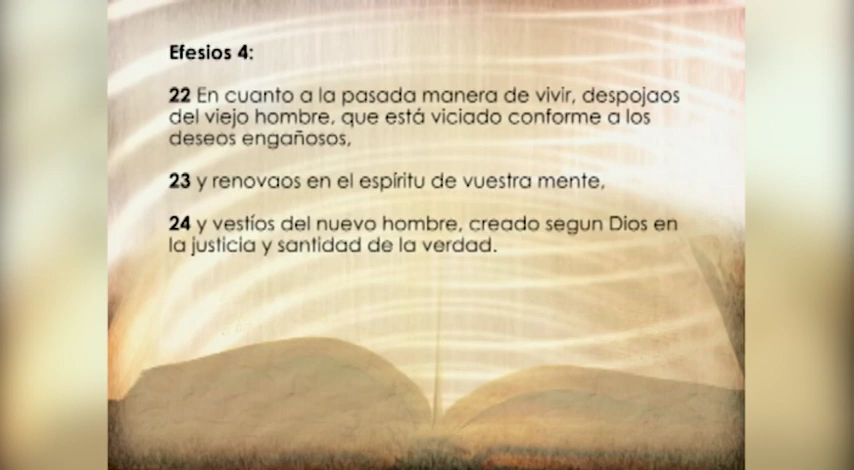 Efesios 4:
22 En cuanto a la pasada manera de vivir, despojaos
del viejo hombre, que está viciado conforme a los
deseos engañosos,
23 y renovaos en el espíritu de vuestra mente,
24 y vestíos del nuevo hombre, creado segun Dios en
la justicia y santidad de la verdad.